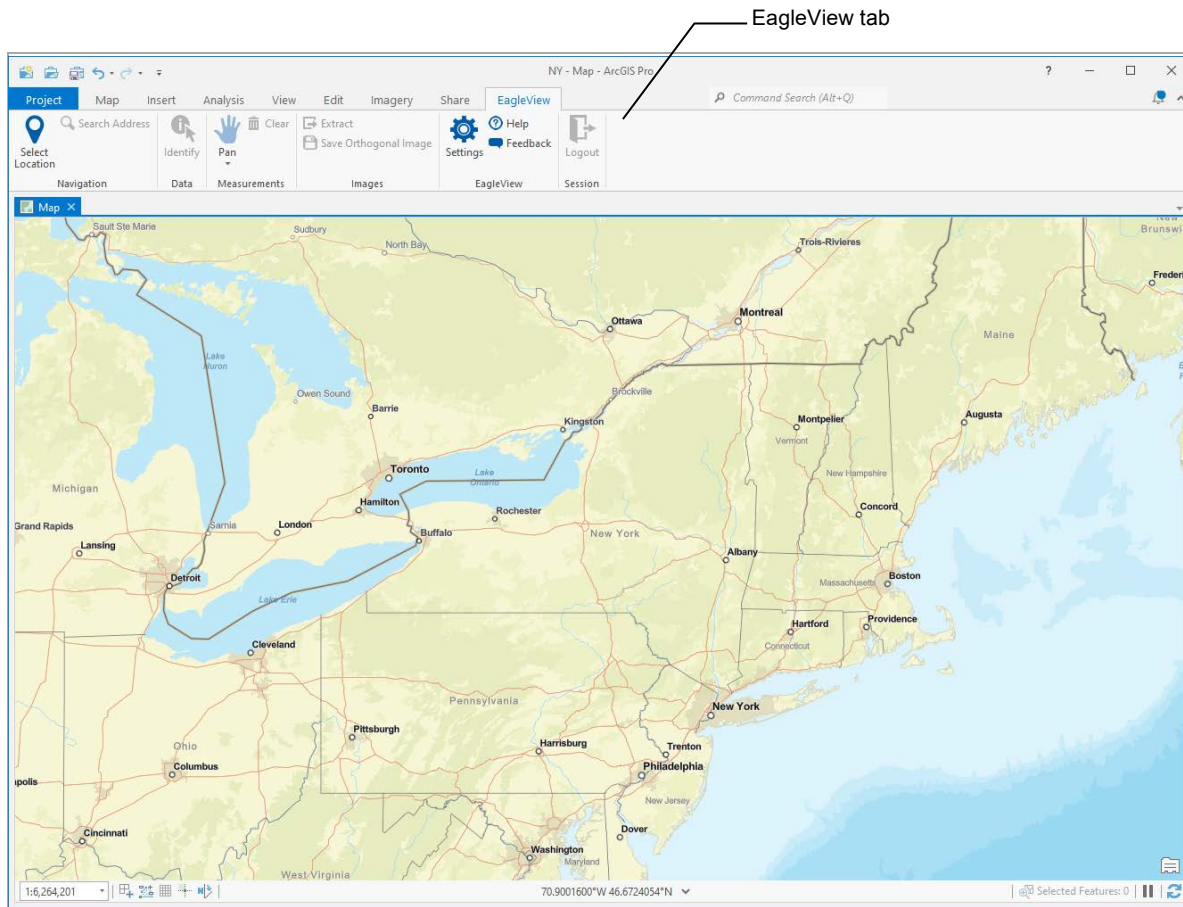 EagleView tab
NY - Map - ArcGIS Pro
?
Project Map Insert Analysis View Edit Imagery Share EagleView
Command Search (Alt+Q)
Select Location
Search Address
Identify
Pan
Clear
Extract
Save Orthogonal Image
Settings
Help
Feedback
Logout
Navigation Data Measurements Images EagleView Session
Map
Sault Ste Marie
Sudbury
North Bay
Trois-Rivieres
New
Brunswi
Frederi
Ottawa
Montreal
Maine
Lake
Huron
Owen Sound
Barrie
Brockville
Kingston
Montpelier
Vermont
Augusta
Toronto
Lake
Ontario
New Hampshire
Michigan
Hamilton
Rochester
Concord
Grand Rapids
Sarnia
London
Buffalo
New York
Lansing
Albany
Detroit
Massachusetts
Boston
Lake Erie
Hartford
Providence
Cleveland
Connecticut
Pennsylvania
New York
Pittsburgh
Harrisburg
Trenton
Ohio
Columbus
Philadelphia
apolis
New Jersey
Cincinnati
Dover
Washington
Maryland
West Virginia
1:6,264,201
70.9001600°W 46.6724054°N
Selected Features: 0